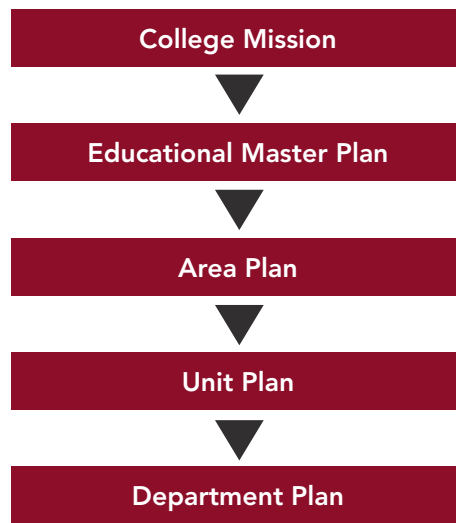 College Mission
Educational Master Plan
Area Plan
Unit Plan
Department Plan